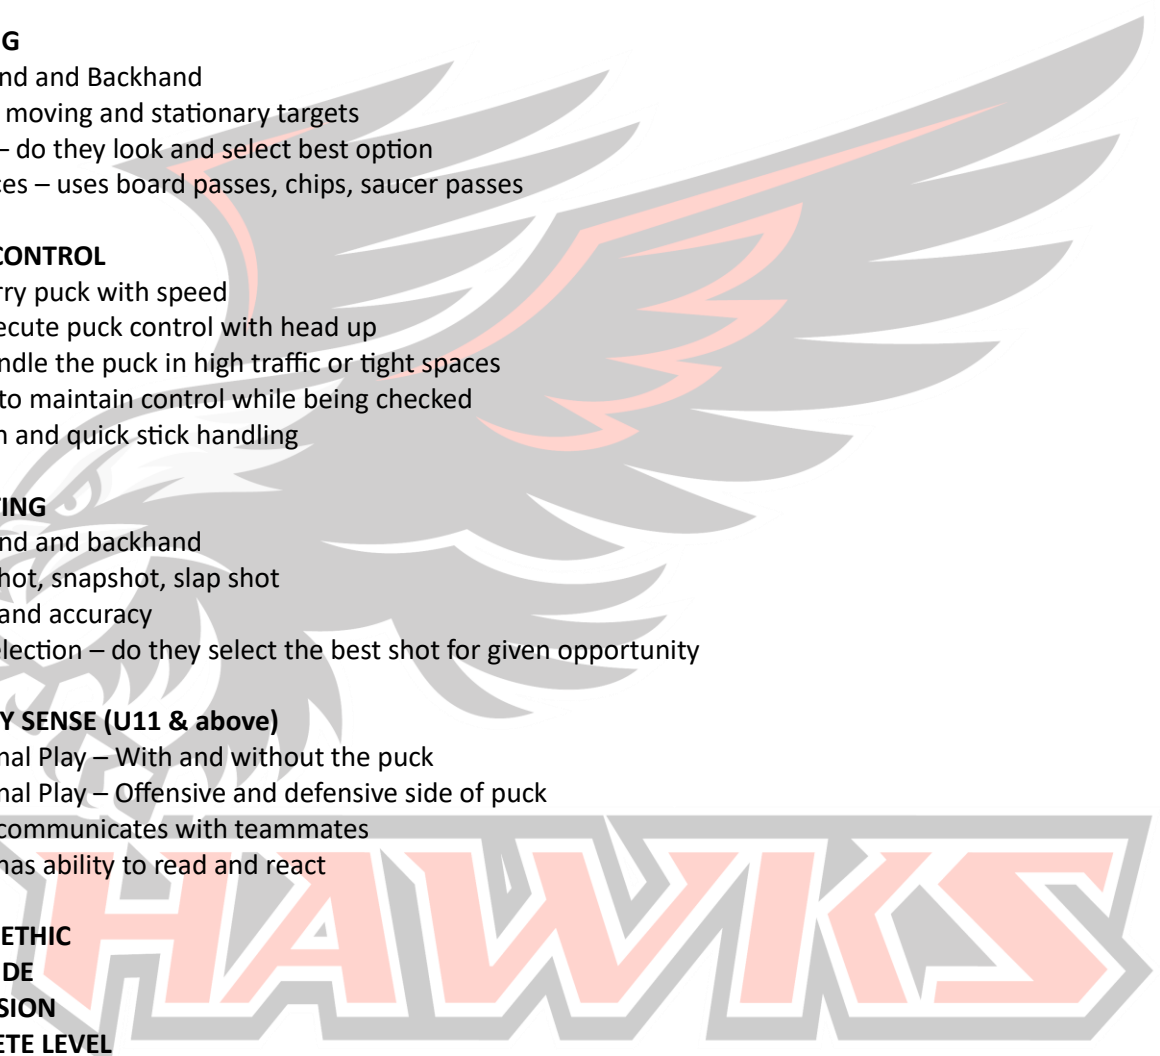 G
nd and Backhand
moving and stationary targets
– do they look and select best option
ces – uses board passes, chips, saucer passes
CONTROL
rry puck with speed
ecute puck control with head up
ndle the puck in high traffic or tight spaces
to maintain control while being checked
n and quick stick handling
TING
nd and backhand
hot, snapshot, slap shot
and accuracy
election – do they select the best shot for given opportunity
Y SENSE (U11 & above)
nal Play – With and without the puck
nal Play – Offensive and defensive side of puck
communicates with teammates
has ability to read and react
HAWKS
ETHIC
DE
SION
ETE LEVEL